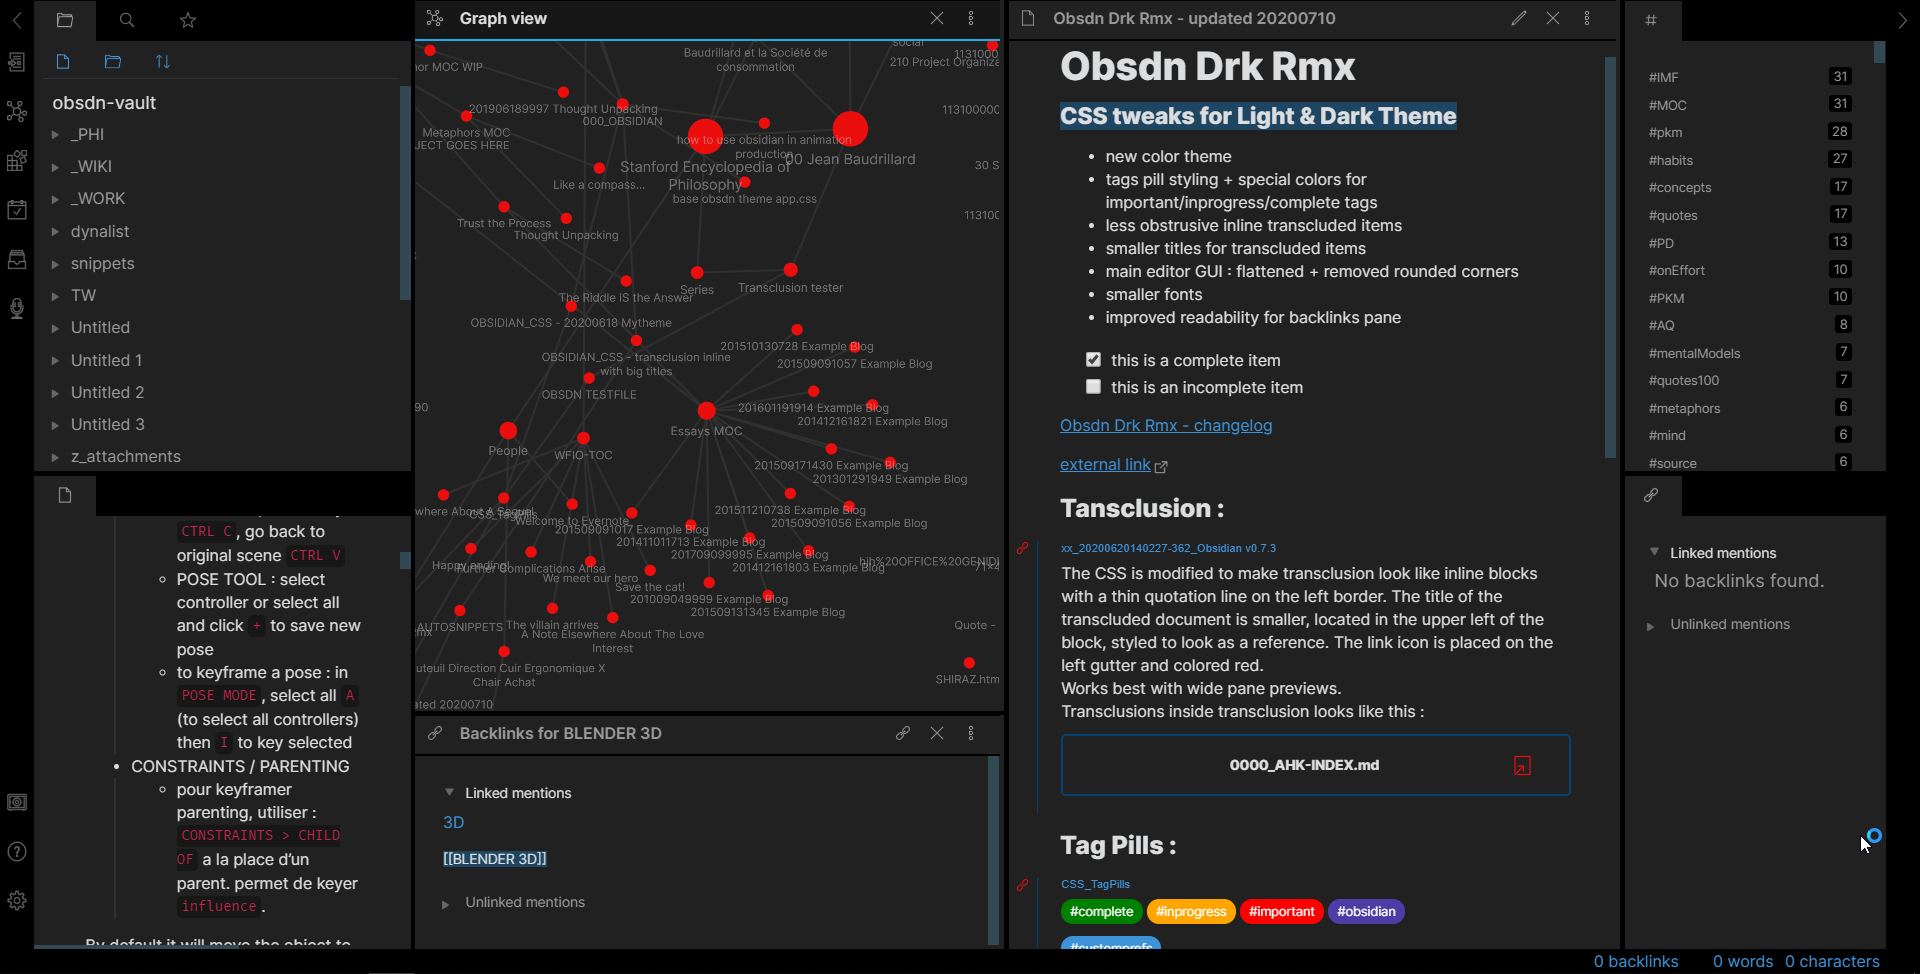 obsdn-vault
_PHI
_WIKI
_WORK
dynalist
snippets
TW
Untitled
Untitled 1
Untitled 2
Untitled 3
z_attachments
CTRL C, go back to
original scene CTRL V
POSE TOOL : select
controller or select all
and click + to save new
pose
to keyframe a pose : in
POSE MODE, select all A
(to select all controllers)
then I to key selected
CONSTRAINTS / PARENTING
pour keyframer
parenting, utiliser :
CONSTRAINTS > CHILD
OF a la place d'un
parent. permet de keyer
influence.
By default it will move the object to
Graph view
Baudrillard et la Société de
consommation
social
1131000
210 Project Organiza
nor MOC WIP
201906189997 Thought Unpacking
000_OBSIDIAN
113100000
Metaphors MOC
JECT GOES HERE
how to use obsidian in animation
production
00 Jean Baudrillard
Stanford Encyclopedia of
Philosophy
30 S
Like a compass...
base obsdn theme app.css
113100
Trust the Process
Thought Unpacking
Series
Transclusion tester
The Riddle IS the Answer
OBSIDIAN_CSS - 20200618 Mytheme
201510130728 Example Blog
OBSIDIAN_CSS - transclusion inline
with big titles
201509091057 Example Blog
OBSDN TESTFILE
90
201601191914 Example Blog
201412161821 Example Blog
Essays MOC
People
WFIO-TOC
201509171430 Example Blog
201301291949 Example Blog
where About A Sequel
CSS_TagPills
Welcome to Evernote
201511210738 Example Blog
201509091017 Example Blog
201509091056 Example Blog
201411011713 Example Blog
201709099995 Example Blog
Happy ending!
Further Complications Arise
201412161803 Example Blog
We meet our hero
Save the cat!
201009049999 Example Blog
201509131345 Example Blog
AUTOSNIPPETS
The villain arrives
A Note Elsewhere About The Love
Interest
Quote -
uteuil Direction Cuir Ergonomique X
Chair Achat
SHIRAZ.htm
ated 20200710
Backlinks for BLENDER 3D
Linked mentions
3D
[[BLENDER 3D]]
Unlinked mentions
Obsdn Drk Rmx - updated 20200710
Obsdn Drk Rmx
CSS tweaks for Light & Dark Theme
new color theme
tags pill styling + special colors for
important/inprogress/complete tags
less obstrusive inline transcluded items
smaller titles for transcluded items
main editor GUI : flattened + removed rounded corners
smaller fonts
improved readability for backlinks pane
this is a complete item
this is an incomplete item
Obsdn Drk Rmx - changelog
external link
Tansclusion :
xx_20200620140227-362_Obsidian v0.7.3
The CSS is modified to make transclusion look like inline blocks
with a thin quotation line on the left border. The title of the
transcluded document is smaller, located in the upper left of the
block, styled to look as a reference. The link icon is placed on the
left gutter and colored red.
Works best with wide pane previews.
Transclusions inside transclusion looks like this :
0000_AHK-INDEX.md
Tag Pills :
CSS_TagPills
#complete #inprogress #important #obsidian
#customprefs
#
#IMF 31
#MOC 31
#pkm 28
#habits 27
#concepts 17
#quotes 17
#PD 13
#onEffort 10
#PKM 10
#AQ 8
#mentalModels 7
#quotes100 7
#metaphors 6
#mind 6
#source 6
Linked mentions
No backlinks found.
Unlinked mentions
0 backlinks 0 words 0 characters